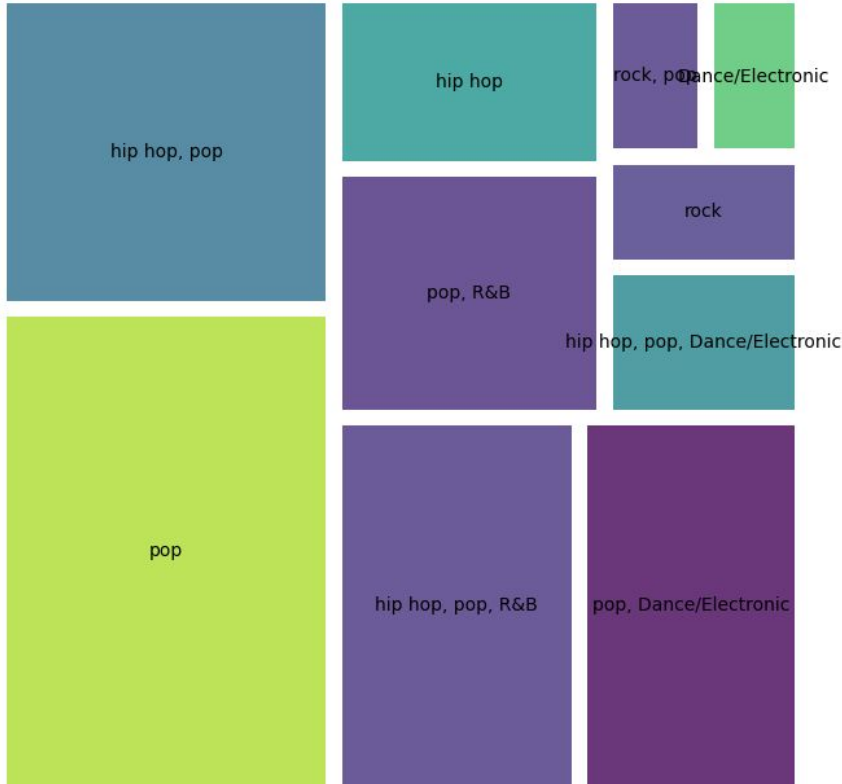 hip hop, pop
hip hop
rock, pop
Dance/Electronic
rock
pop, R&B
hip hop, pop, Dance/Electronic
pop
hip hop, pop, R&B
pop, Dance/Electronic